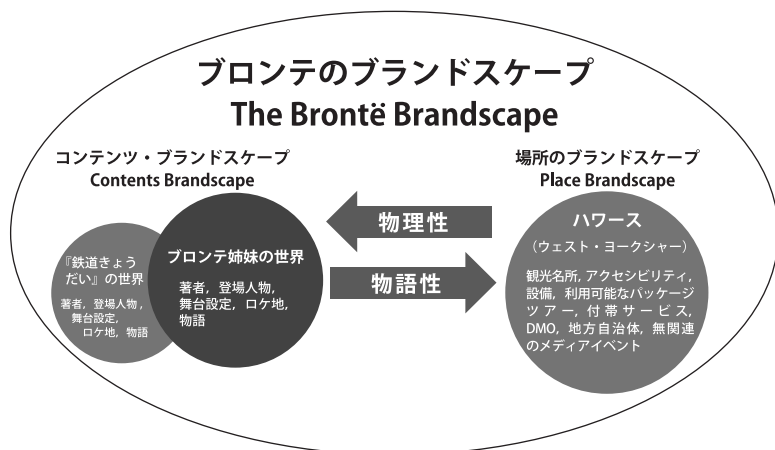 ブロンテのブランドスケープ
The Brontë Brandscape
コンテンツ・ブランドスケープ
Contents Brandscape
『鉄道きょう
だい』の世界
著者, 登場人物,
舞台設定,
ロケ地, 物語
ブロンテ姉妹の世界
著者, 登場人物,
舞台設定, ロケ地,
物語
物理性
物語性
場所のブランドスケープ
Place Brandscape
ハワース
（ウェスト・ヨークシャー）
観光名所, アクセシビリティ,
設備, 利用可能なパッケージ
ツアー, 付帯サービス,
DMO, 地方自治体, 無関連
のメディアイベント